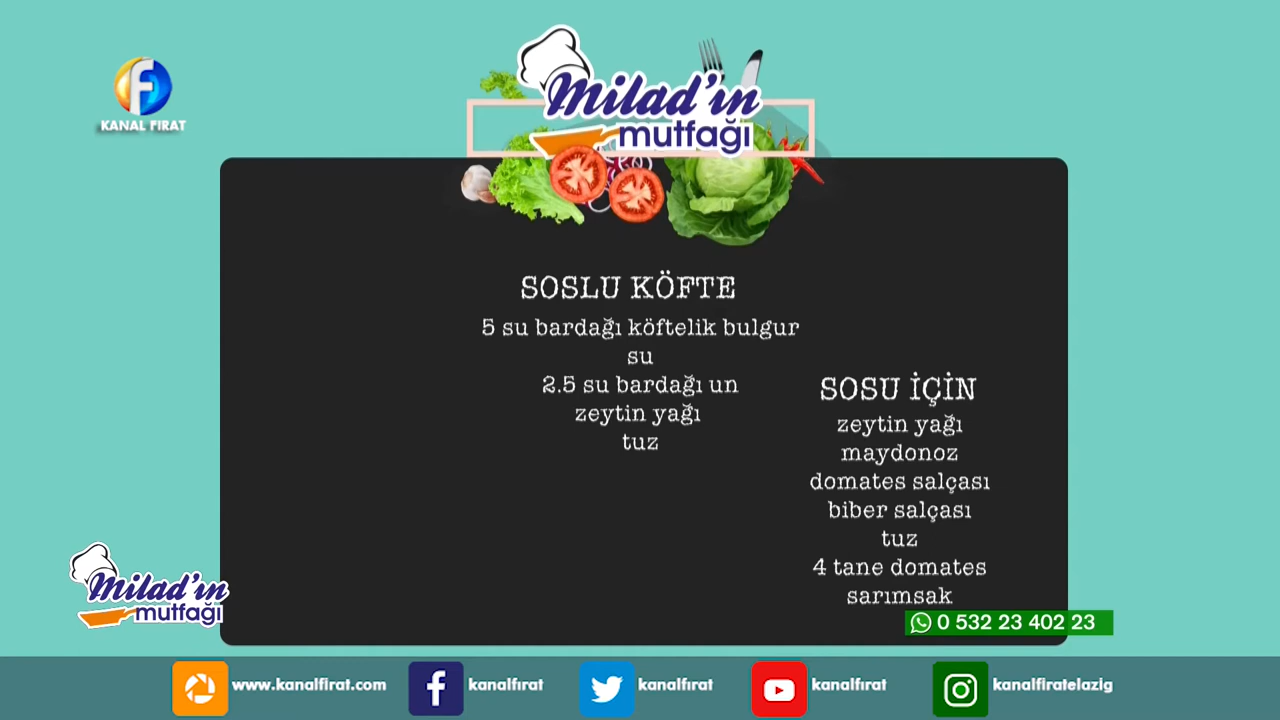 Milad'ın
mutfağı
KANAL FIRAT
SOSLU KÖFTE
5 su bardağı köftelik bulgur
su
2.5 su bardağı un
zeytin yağı
tuz
SOSU İÇİN
zeytin yağı
maydonoz
domates salçası
biber salçası
tuz
4 tane domates
sarımsak
Milad'ın
mutfağı
0 532 23 402 23
www.kanalfirat.com
kanalfırat
kanalfırat
kanalfırat
kanalfiratelazig